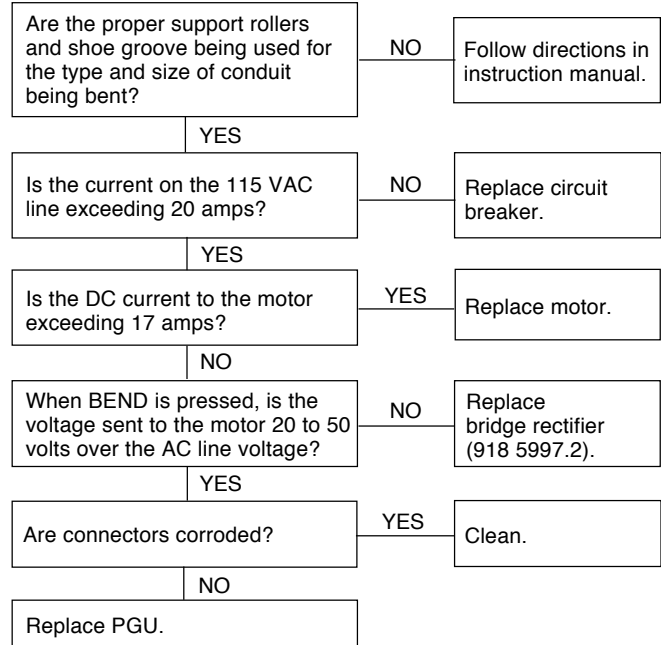 Are the proper support rollers
and shoe groove being used for
the type and size of conduit
being bent?
NO
Follow directions in
instruction manual.
YES
Is the current on the 115 VAC
line exceeding 20 amps?
NO
Replace circuit
breaker.
YES
Is the DC current to the motor
exceeding 17 amps?
YES
Replace motor.
NO
When BEND is pressed, is the
voltage sent to the motor 20 to 50
volts over the AC line voltage?
NO
Replace
bridge rectifier
(918 5997.2).
YES
Are connectors corroded?
YES
Clean.
NO
Replace PGU.